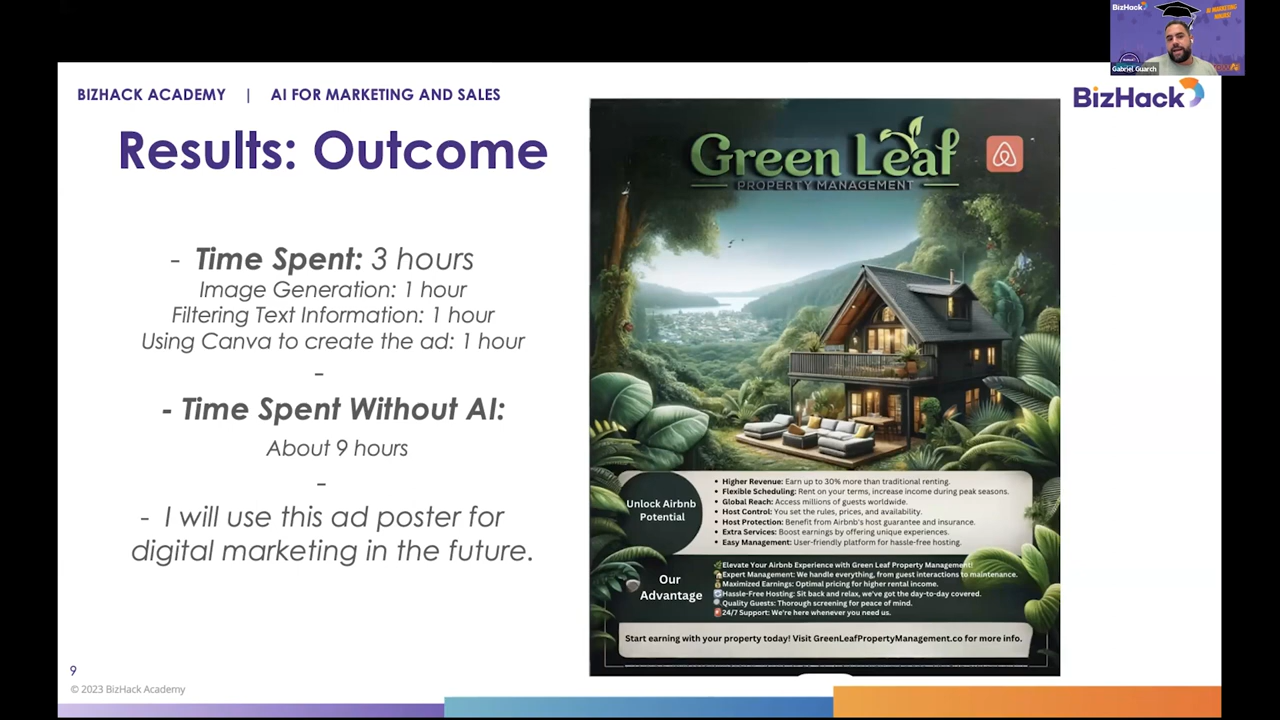 BizHack
AI MARKETING
Gabriel Guarch
BIZHACK ACADEMY | AI FOR MARKETING AND SALES
BizHack
Results: Outcome
- Time Spent: 3 hours
Image Generation: 1 hour
Filtering Text Information: 1 hour
Using Canva to create the ad: 1 hour
-
- Time Spent Without AI:
About 9 hours
-
- I will use this ad poster for
digital marketing in the future.
Green Leaf
PROPERTY MANAGEMENT
Unlock Airbnb
Potential
• Higher Revenue: Earn up to 30% more than traditional renting.
• Flexible Scheduling: Rent on your terms, increase income during peak seasons.
• Global Reach: Access millions of guests worldwide.
• Host Control: You set the rules, prices, and availability.
• Host Protection: Benefit from Airbnb's host guarantee and insurance.
• Extra Services: Boost earnings by offering unique experiences.
• Easy Management: User-friendly platform for hassle-free hosting.
Our
Advantage
🌿Elevate Your Airbnb Experience with Green Leaf Property Management!
Expert Management: We handle everything, from guest interactions to maintenance.
Maximized Earnings: Optimal pricing for higher rental income.
Hassle-Free Hosting: Sit back and relax, we've got the day-to-day covered.
Quality Guests: Thorough screening for peace of mind.
24/7 Support: We're here whenever you need us.
Start earning with your property today! Visit GreenLeafPropertyManagement.co for more info.
9
© 2023 BizHack Academy